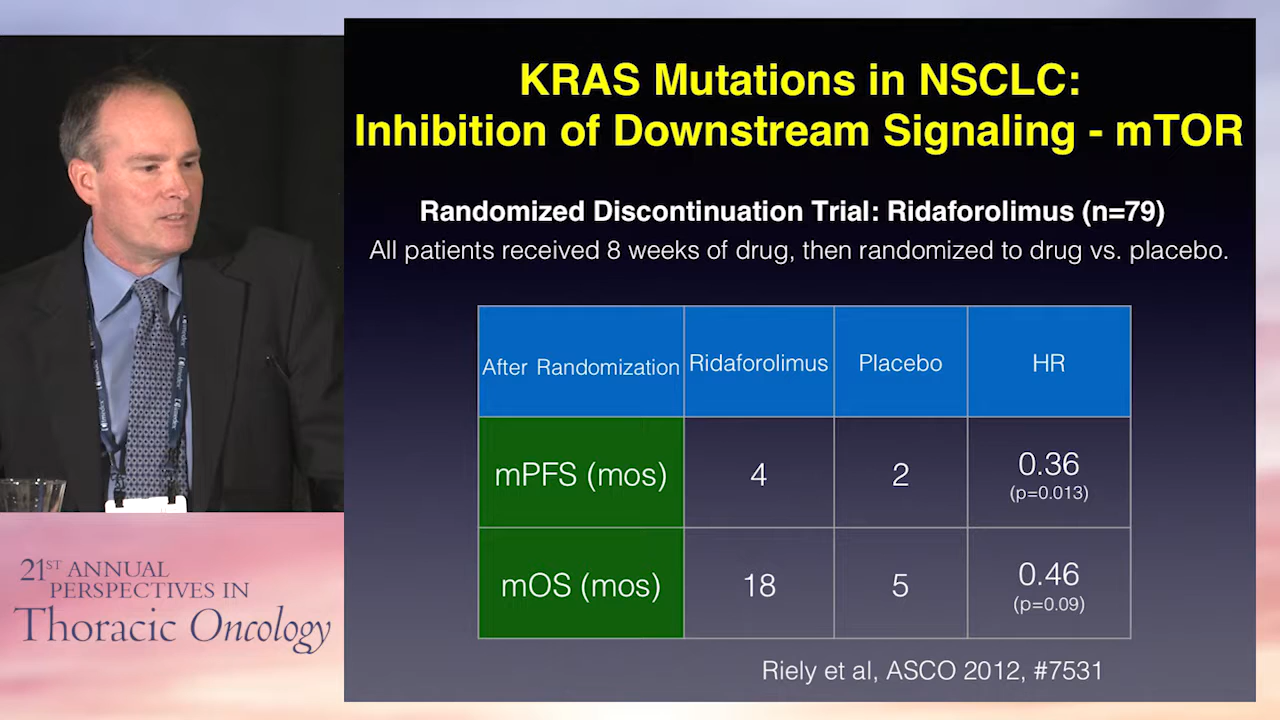 KRAS Mutations in NSCLC:
Inhibition of Downstream Signaling - mTOR
Randomized Discontinuation Trial: Ridaforolimus (n=79)
All patients received 8 weeks of drug, then randomized to drug vs. placebo.
After Randomization Ridaforolimus Placebo HR
mPFS (mos) 4 2 0.36
(p=0.013)
mOS (mos) 18 5 0.46
(p=0.09)
Riely et al, ASCO 2012, #7531
21ST ANNUAL
PERSPECTIVES IN
Thoracic Oncology